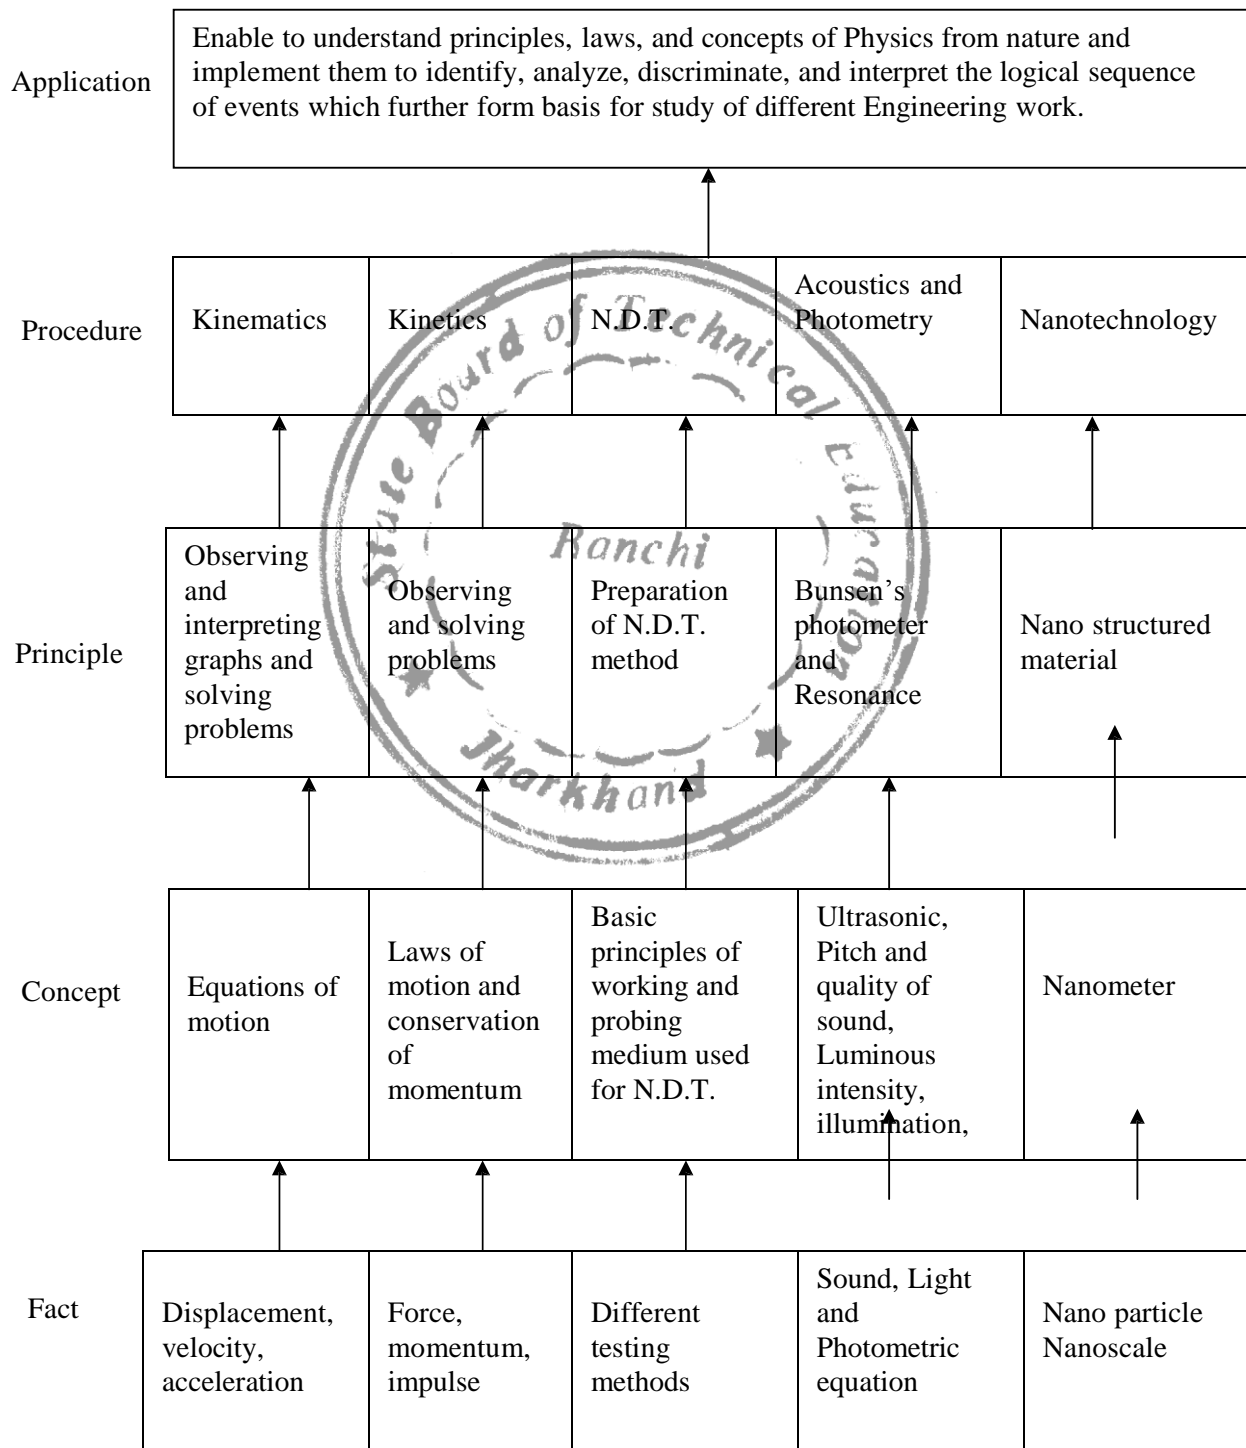 Application
Enable to understand principles, laws, and concepts of Physics from nature and
implement them to identify, analyze, discriminate, and interpret the logical sequence
of events which further form basis for study of different Engineering work.
Procedure
Kinematics
Kinetics
N.D.T.
Acoustics and
Photometry
Nanotechnology
Principle
Observing
and
interpreting
graphs and
solving
problems
Observing
and solving
problems
Preparation
of N.D.T.
method
Bunsen’s
photometer
and
Resonance
Nano structured
material
Concept
Equations of
motion
Laws of
motion and
conservation
of
momentum
Basic
principles of
working and
probing
medium used
for N.D.T.
Ultrasonic,
Pitch and
quality of
sound,
Luminous
intensity,
illumination,
Nanometer
Fact
Displacement,
velocity,
acceleration
Force,
momentum,
impulse
Different
testing
methods
Sound, Light
and
Photometric
equation
Nano particle
Nanoscale
State Board of Technical Education
Ranchi
Jharkhand